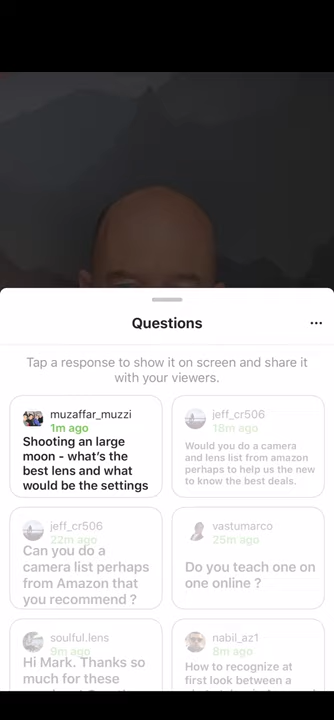 Questions
Tap a response to show it on screen and share it
with your viewers.
muzaffar_muzzi
1m ago
Shooting an large
moon - what's the
best lens and what
would be the settings
jeff_cr506
18m ago
Would you do a camera
and lens list from amazon
perhaps to help us the new
to know the best deals.
jeff_cr506
22m ago
Can you do a
camera list perhaps
from Amazon that
you recommend ?
vastumarco
25m ago
Do you teach one on
one online ?
soulful.lens
9m ago
Hi Mark. Thanks so
much for these
nabil_az1
8m ago
How to recognize at
first look between a